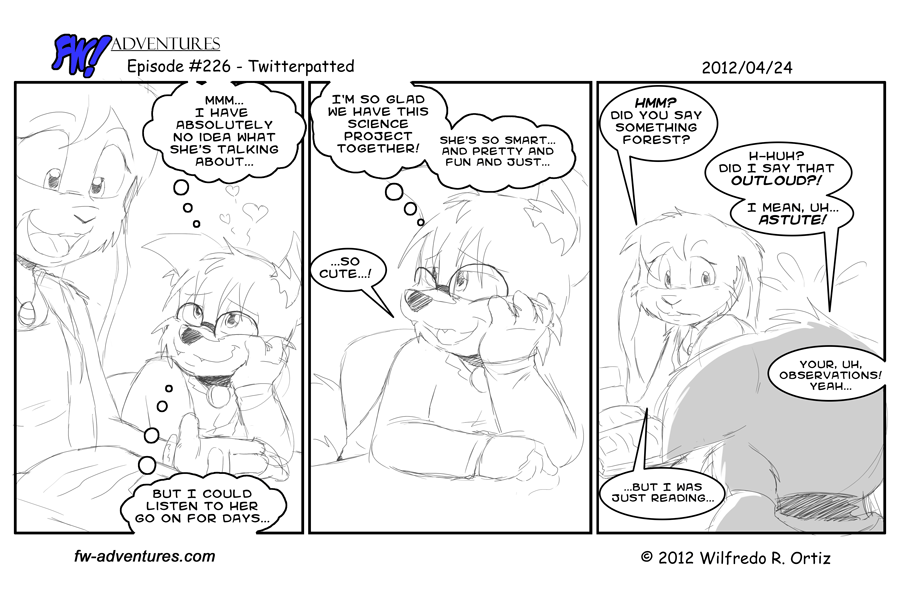 FW! ADVENTURES
Episode #226 - Twitterpatted
2012/04/24
MMM...
I HAVE
ABSOLUTELY
NO IDEA WHAT
SHE'S TALKING
ABOUT...
BUT I COULD
LISTEN TO HER
GO ON FOR DAYS...
I'M SO GLAD
WE HAVE THIS
SCIENCE
PROJECT
TOGETHER!
SHE'S SO SMART...
AND PRETTY AND
FUN AND JUST...
...SO
CUTE...!
HMM?
DID YOU SAY
SOMETHING
FOREST?
H-HUH?
DID I SAY THAT
OUTLOUD?!
I MEAN, UH...
ASTUTE!
YOUR, UH,
OBSERVATIONS!
YEAH...
...BUT I WAS
JUST READING...
fw-adventures.com
© 2012 Wilfredo R. Ortiz